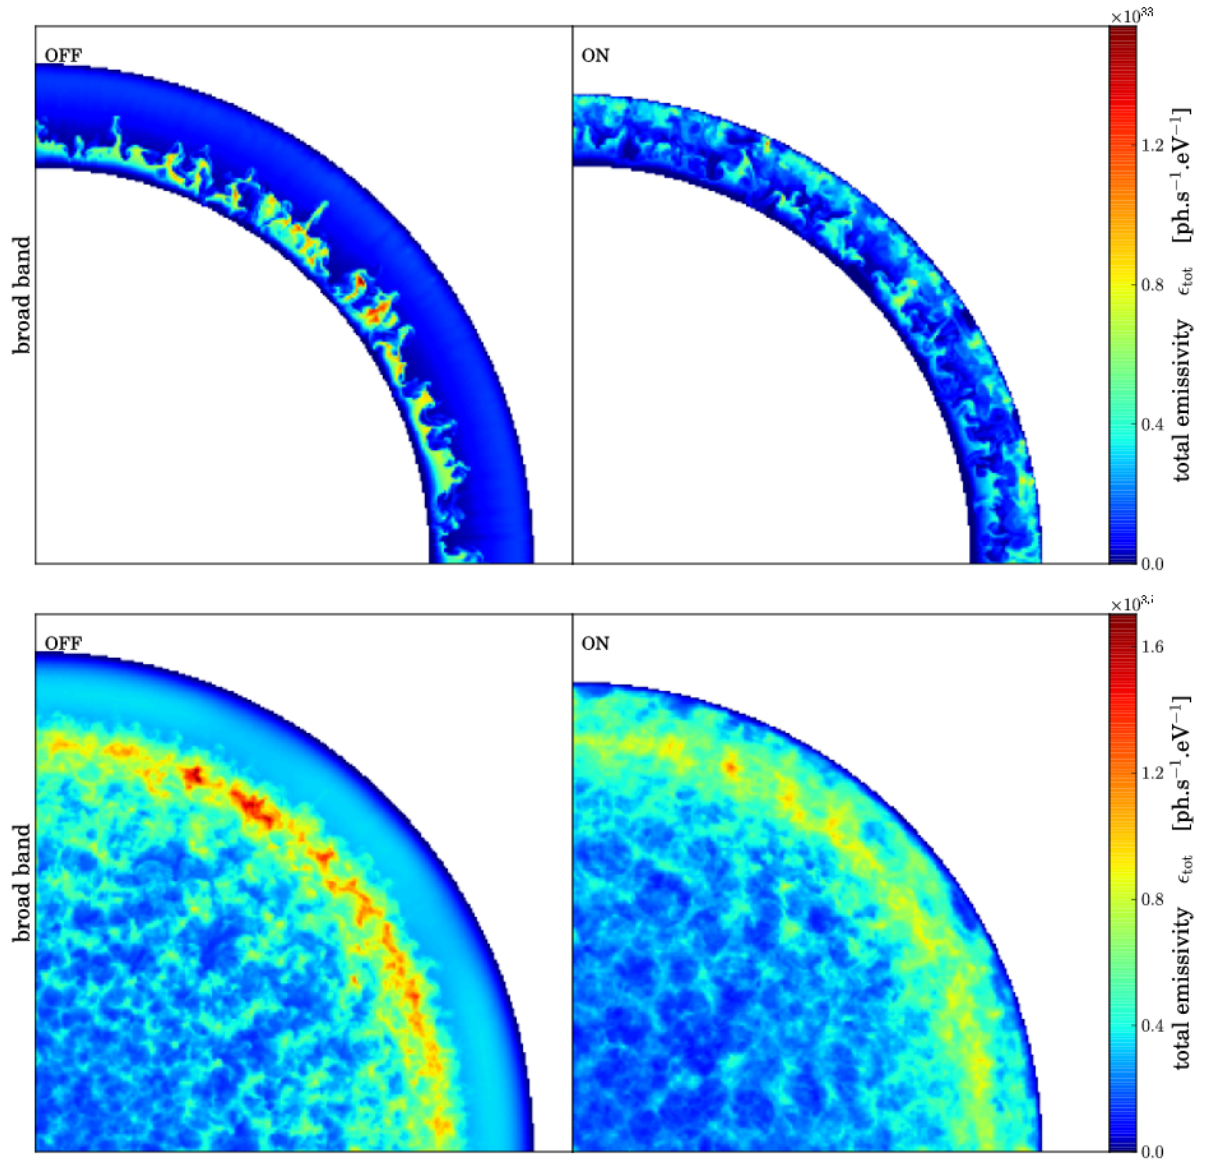 ×10³³
OFF
ON
1.2
0.8
0.4
0.0
broad band
total emissivity ϵ_tot [ph.s⁻¹.eV⁻¹]
OFF
ON
1.6
1.2
0.8
0.4
0.0
broad band
total emissivity ϵ_tot [ph.s⁻¹.eV⁻¹]